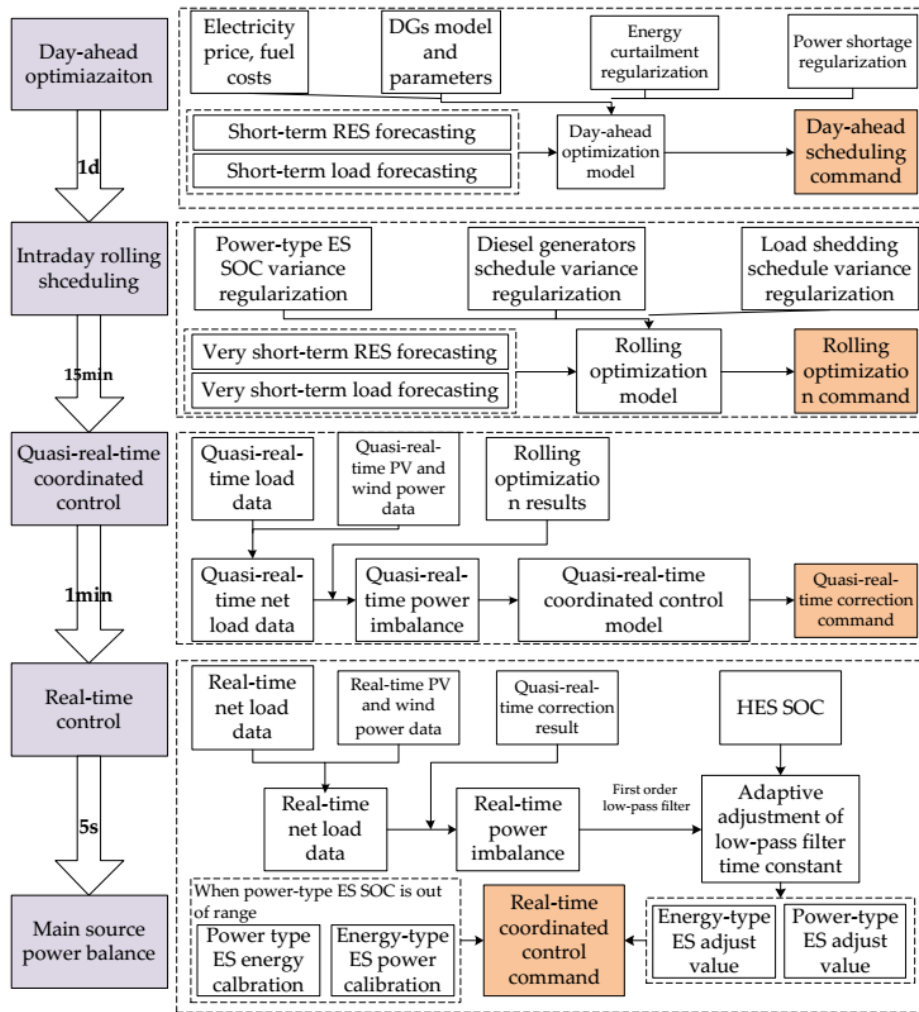 Day-ahead
optimiazaiton
1d
Electricity
price, fuel
costs
DGs model
and
parameters
Energy
curtailment
regularization
Power shortage
regularization
Short-term RES forecasting
Short-term load forecasting
Day-ahead
optimization
model
Day-ahead
scheduling
command
Intraday rolling
shceduling
15min
Power-type ES
SOC variance
regularization
Diesel generators
schedule variance
regularization
Load shedding
schedule variance
regularization
Very short-term RES forecasting
Very short-term load forecasting
Rolling
optimization
model
Rolling
optimizatio
n command
Quasi-real-time
coordinated
control
1min
Quasi-real-
time load
data
Quasi-real-
time PV and
wind power
data
Rolling
optimizatio
n results
Quasi-real-
time net
load data
Quasi-real-
time power
imbalance
Quasi-real-time
coordinated control
model
Quasi-real-
time correction
command
Real-time
control
5s
Real-time
net load
data
Real-time PV
and wind
power data
Quasi-real-
time correction
result
HES SOC
Real-time
net load
data
Real-time
power
imbalance
First order
low-pass filter
Adaptive
adjustment of
low-pass filter
time constant
Main source
power balance
When power-type ES SOC is out
of range
Power type
ES energy
calbration
Energy-type
ES power
calibration
Real-time
coordinated
control
command
Energy-type
ES adjust
value
Power-type
ES adjust
value